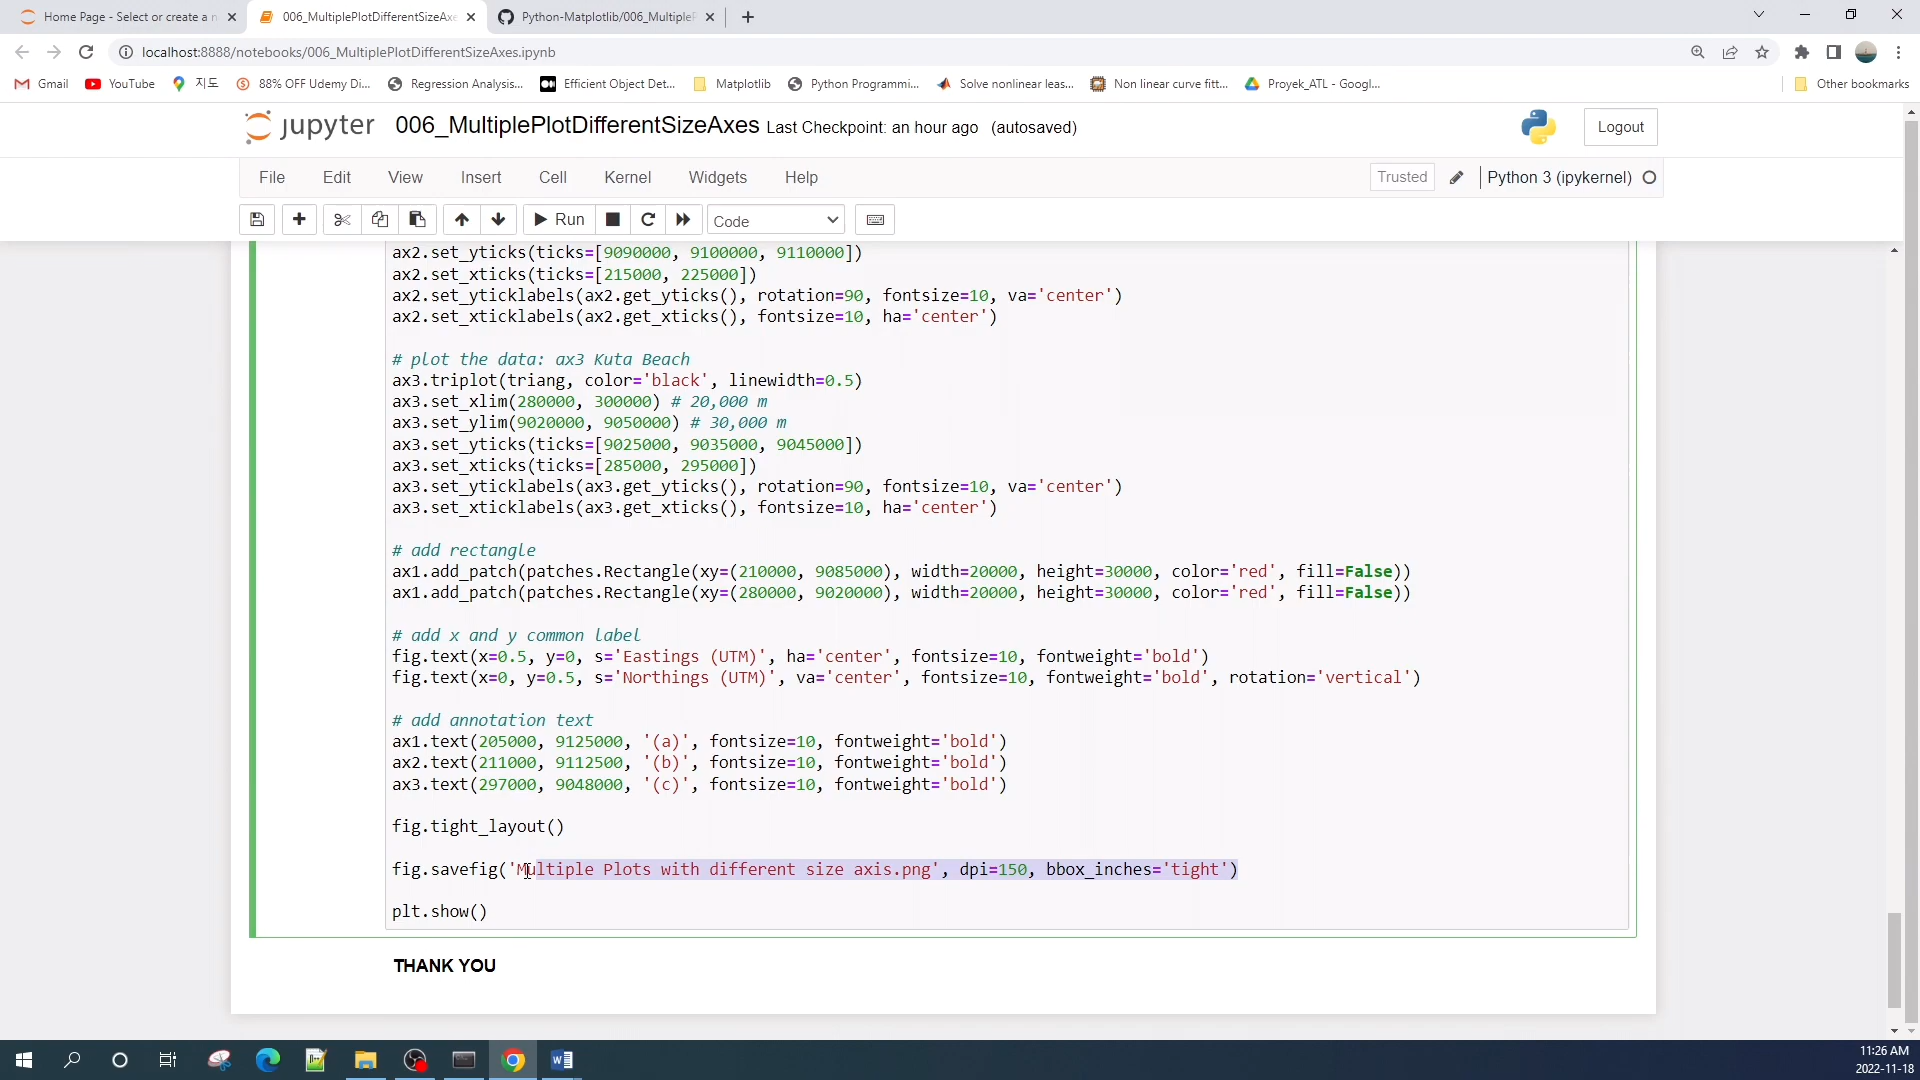 Home Page - Select or create a n
006_MultiplePlotDifferentSizeAxe
Python-Matplotlib/006_MultipleP
localhost:8888/notebooks/006_MultiplePlotDifferentSizeAxes.ipynb
Gmail
YouTube
지도
88% OFF Udemy Di...
Regression Analysis...
Efficient Object Det...
Matplotlib
Python Programmi...
Solve nonlinear leas...
Non linear curve fitt...
Proyek_ATL - Googl...
Other bookmarks
jupyter 006_MultiplePlotDifferentSizeAxes Last Checkpoint: an hour ago (autosaved)
Logout
File Edit View Insert Cell Kernel Widgets Help
Trusted
Python 3 (ipykernel)
Run
Code
ax2.set_yticks(ticks=[9090000, 9100000, 9110000])
ax2.set_xticks(ticks=[215000, 225000])
ax2.set_yticklabels(ax2.get_yticks(), rotation=90, fontsize=10, va='center')
ax2.set_xticklabels(ax2.get_xticks(), fontsize=10, ha='center')
# plot the data: ax3 Kuta Beach
ax3.triplot(triang, color='black', linewidth=0.5)
ax3.set_xlim(280000, 300000) # 20,000 m
ax3.set_ylim(9020000, 9050000) # 30,000 m
ax3.set_yticks(ticks=[9025000, 9035000, 9045000])
ax3.set_xticks(ticks=[285000, 295000])
ax3.set_yticklabels(ax3.get_yticks(), rotation=90, fontsize=10, va='center')
ax3.set_xticklabels(ax3.get_xticks(), fontsize=10, ha='center')
# add rectangle
ax1.add_patch(patches.Rectangle(xy=(210000, 9085000), width=20000, height=30000, color='red', fill=False))
ax1.add_patch(patches.Rectangle(xy=(280000, 9020000), width=20000, height=30000, color='red', fill=False))
# add x and y common label
fig.text(x=0.5, y=0, s='Eastings (UTM)', ha='center', fontsize=10, fontweight='bold')
fig.text(x=0, y=0.5, s='Northings (UTM)', va='center', fontsize=10, fontweight='bold', rotation='vertical')
# add annotation text
ax1.text(205000, 9125000, '(a)', fontsize=10, fontweight='bold')
ax2.text(211000, 9112500, '(b)', fontsize=10, fontweight='bold')
ax3.text(297000, 9048000, '(c)', fontsize=10, fontweight='bold')
fig.tight_layout()
fig.savefig('Multiple Plots with different size axis.png', dpi=150, bbox_inches='tight')
plt.show()
THANK YOU
11:26 AM
2022-11-18